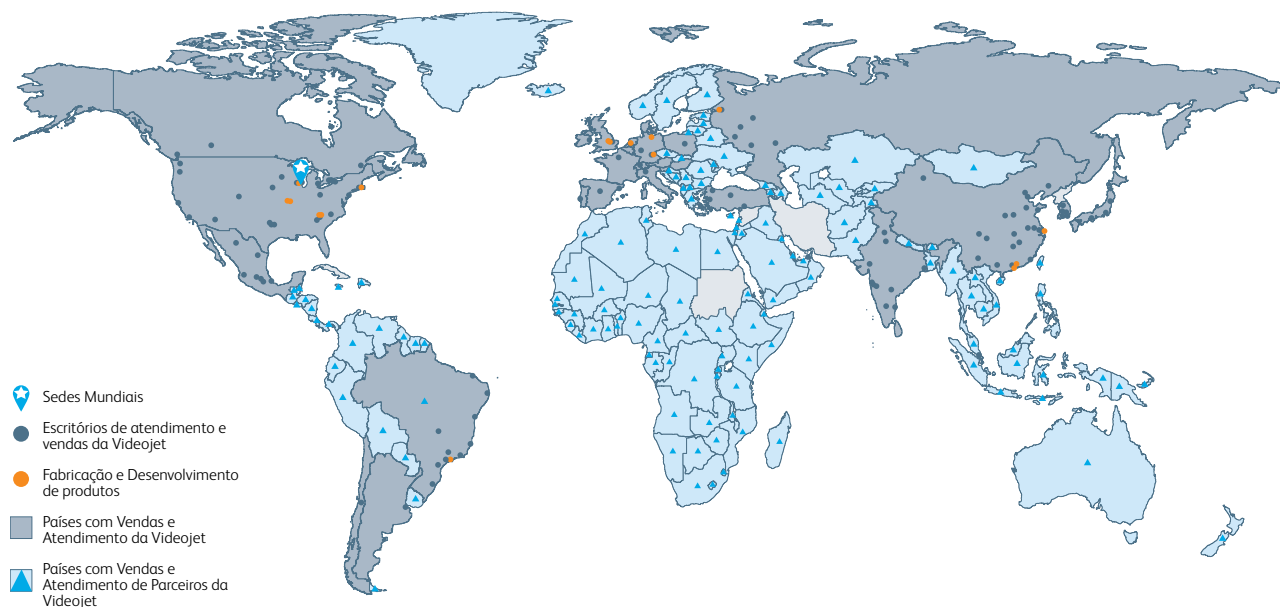 Sedes Mundiais
Escritórios de atendimento e
vendas da Videojet
Fabricação e Desenvolvimento
de produtos
Países com Vendas e
Atendimento da Videojet
Países com Vendas e
Atendimento de Parceiros da
Videojet